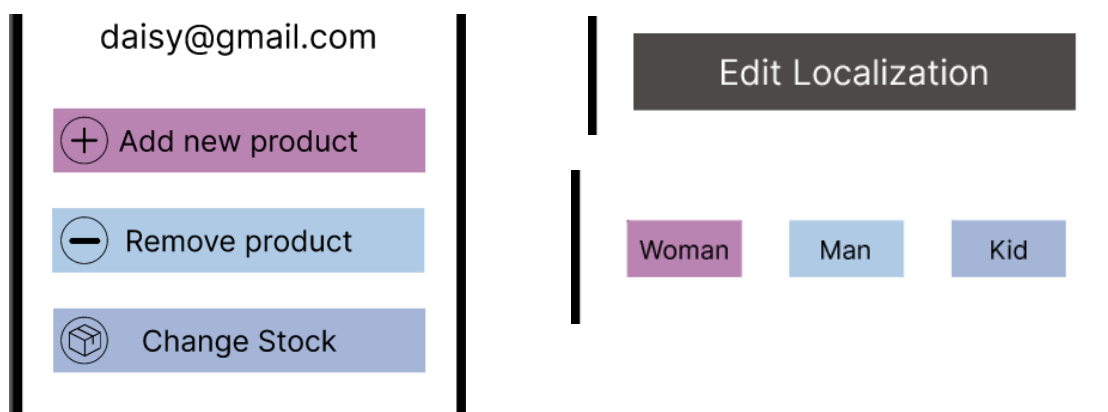 daisy@gmail.com
Add new product
Remove product
Change Stock
Edit Localization
Woman
Man
Kid